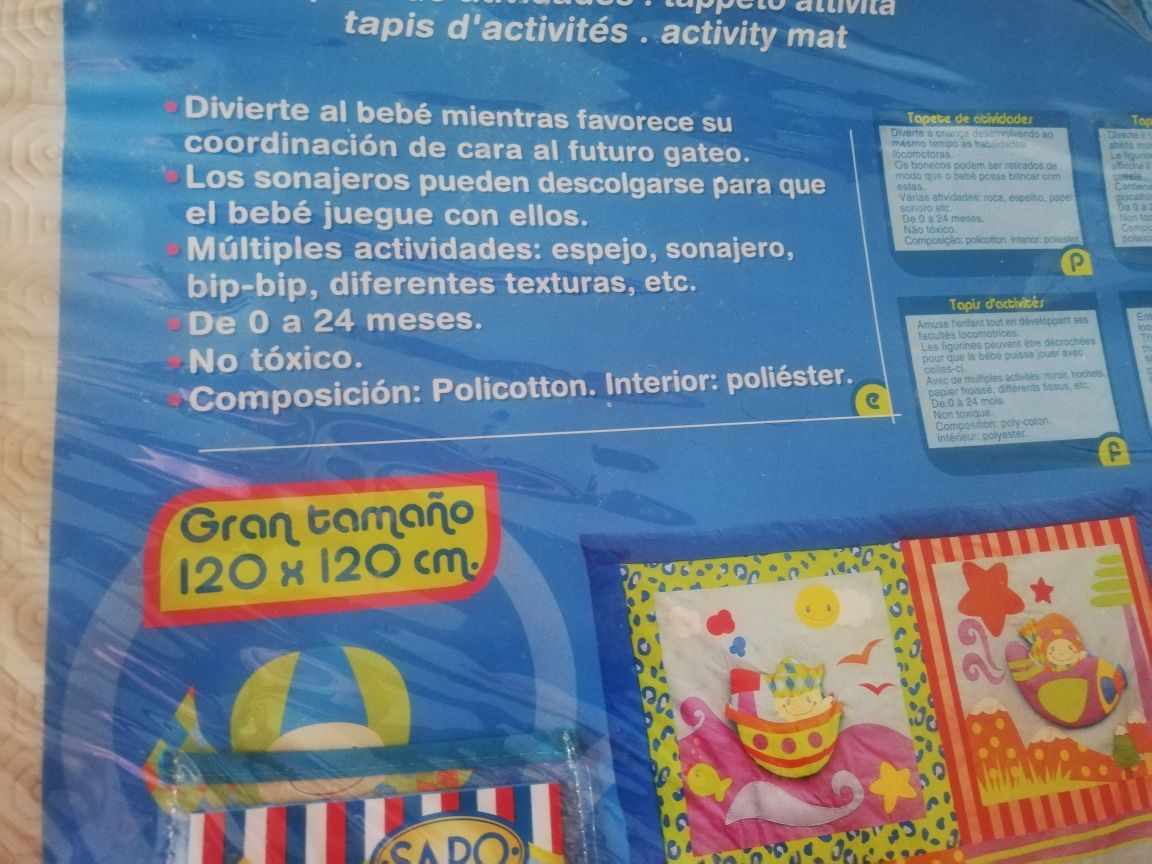 atividades . tappeto attività
tapis d'activités . activity mat
• Divierte al bebé mientras favorece su
coordinación de cara al futuro gateo.
• Los sonajeros pueden descolgarse para que
el bebé juegue con ellos.
• Múltiples actividades: espejo, sonajero,
bip-bip, diferentes texturas, etc.
• De 0 a 24 meses.
• No tóxico.
• Composición: Policotton. Interior: poliéster.
e
Tapete de atividades
Diverte a criança desenvolvendo ao
mesmo tempo as habilidades
locomotoras.
Os bonecos podem ser retirados de
modo que o bebé posse brincar com
estas.
Várias atividades: roca, espelho, papel
sonoro etc.
De 0 a 24 meses.
Não tóxico.
Composição: policotton. Interior: poliester.
P
Tapis d'activités
Amuse l'enfant tout en développant ses
facultés locomotrices.
Les figurines peuvent être décrochées
pour que le bébé puisse jouer avec
celles-ci.
Avec de multiples activités: miroir, hochets,
papier froissé, différents tissus, etc.
De 0 à 24 mois.
Non toxique.
Composition: poly-coton.
Intérieur: polyester.
f
Gran tamaño
120 x 120 cm.
SARO